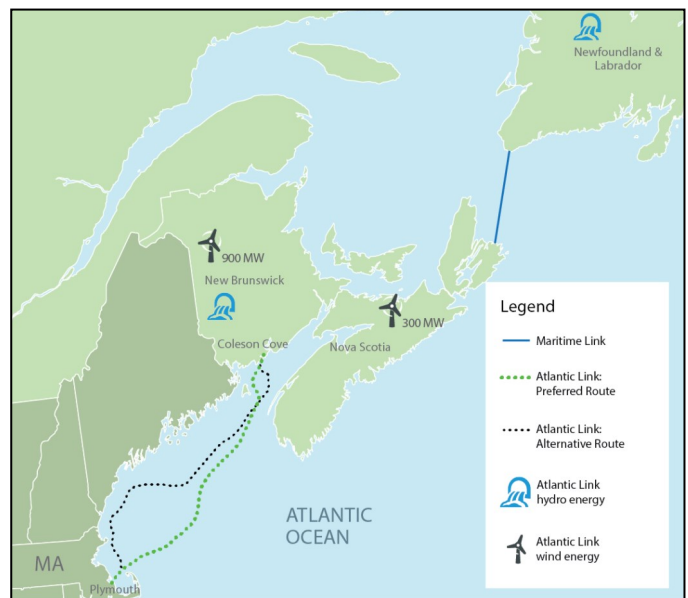 Newfoundland &
Labrador
900 MW
New Brunswick
300 MW
Coleson Cove
Nova Scotia
ATLANTIC
OCEAN
MA
Plymouth
Legend
Maritime Link
Atlantic Link:
Preferred Route
Atlantic Link:
Alternative Route
Atlantic Link
hydro energy
Atlantic Link
wind energy